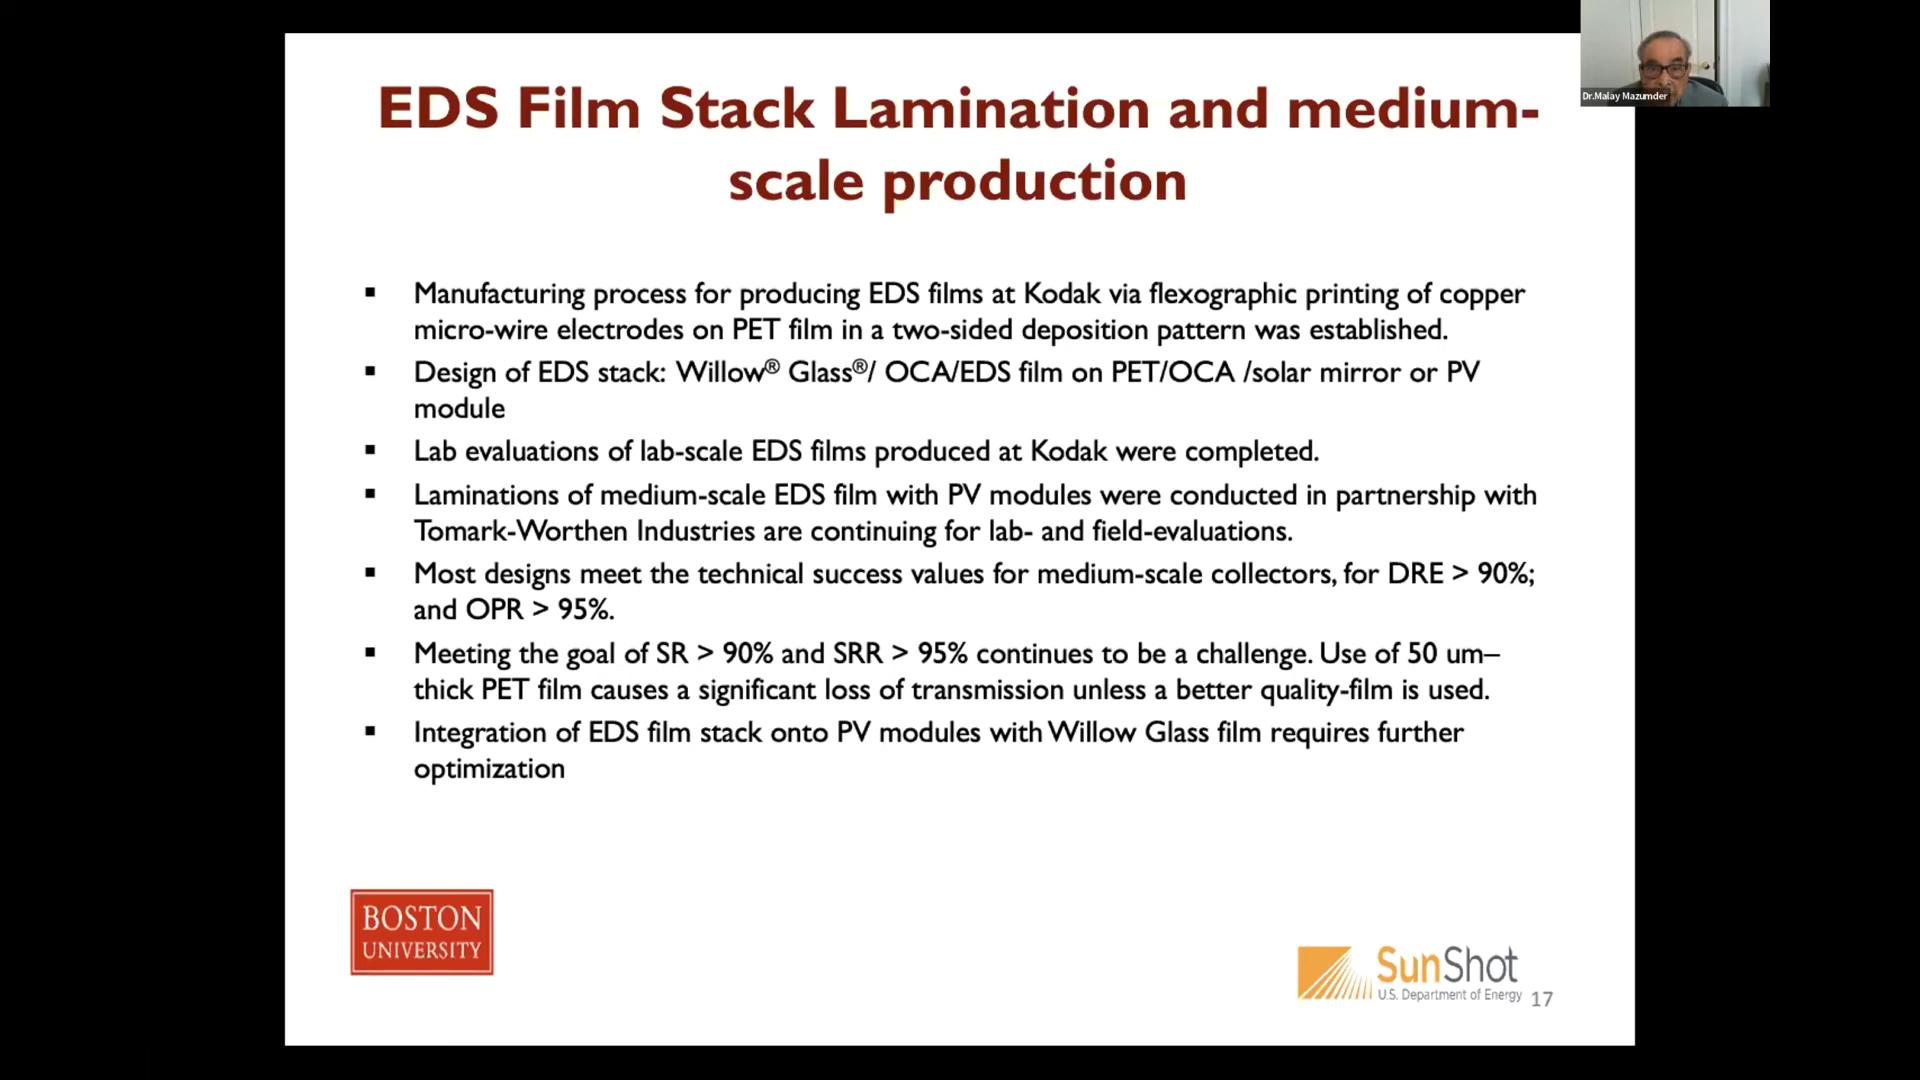 Dr.Malay Mazumder
EDS Film Stack Lamination and medium-
scale production
▪ Manufacturing process for producing EDS films at Kodak via flexographic printing of copper
micro-wire electrodes on PET film in a two-sided deposition pattern was established.
▪ Design of EDS stack: Willow® Glass®/ OCA/EDS film on PET/OCA /solar mirror or PV
module
▪ Lab evaluations of lab-scale EDS films produced at Kodak were completed.
▪ Laminations of medium-scale EDS film with PV modules were conducted in partnership with
Tomark-Worthen Industries are continuing for lab- and field-evaluations.
▪ Most designs meet the technical success values for medium-scale collectors, for DRE > 90%;
and OPR > 95%.
▪ Meeting the goal of SR > 90% and SRR > 95% continues to be a challenge. Use of 50 um–
thick PET film causes a significant loss of transmission unless a better quality-film is used.
▪ Integration of EDS film stack onto PV modules with Willow Glass film requires further
optimization
BOSTON
UNIVERSITY
SunShot
U.S. Department of Energy
17